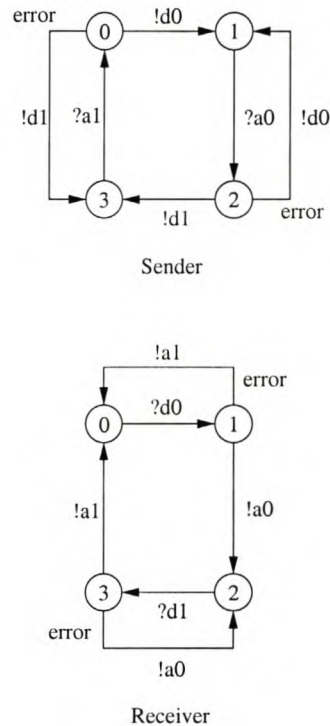 error
0 !d0 1
!d1 ?a1 ?a0 !d0
3 !d1 2
error
Sender
!a1
error
0 ?d0 1
!a1 !a0
3 ?d1 2
error
!a0
Receiver